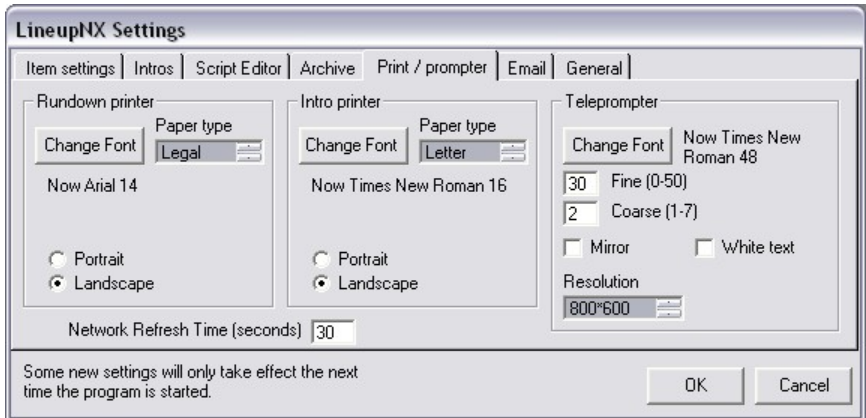 LineupNX Settings
Item settings
Intros
Script Editor
Archive
Print / prompter
Email
General
Rundown printer
Change Font
Paper type
Legal
Now Arial 14
Portrait
Landscape
Intro printer
Change Font
Paper type
Letter
Now Times New Roman 16
Portrait
Landscape
Teleprompter
Change Font
Now Times New
Roman 48
30 Fine (0-50)
2 Coarse (1-7)
Mirror
White text
Resolution
800*600
Network Refresh Time (seconds) 30
Some new settings will only take effect the next
time the program is started.
OK
Cancel